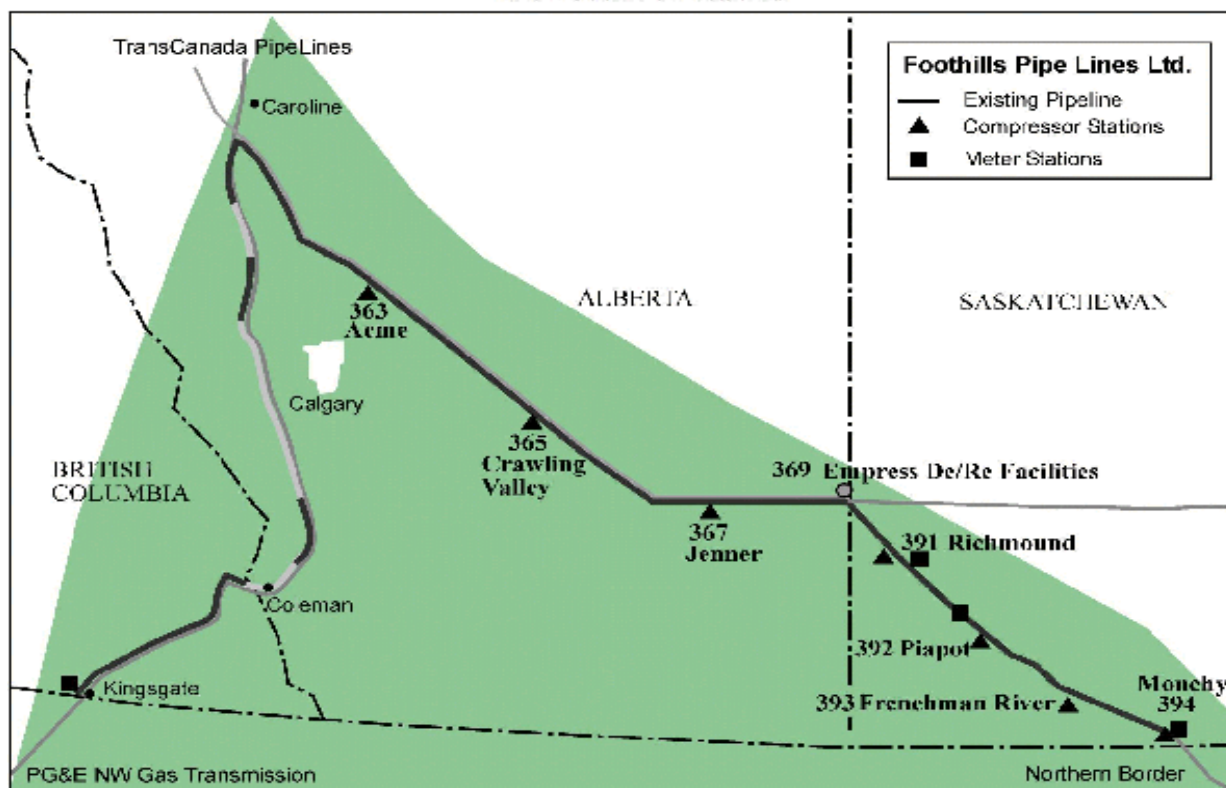 TransCanada PipeLines
Caroline
Foothills Pipe Lines Ltd.
Existing Pipeline
Compressor Stations
Meter Stations
ALBERTA
SASKATCHEWAN
363
Acme
Calgary
365
Crawling
Valley
BRITISH
COLUMBIA
369 Empress De/Re Facilities
367
Jenner
391 Richmound
Coleman
392 Piapot
Kingsgate
393 Frenchman River
Monchy
394
PG&E NW Gas Transmission
Northern Border